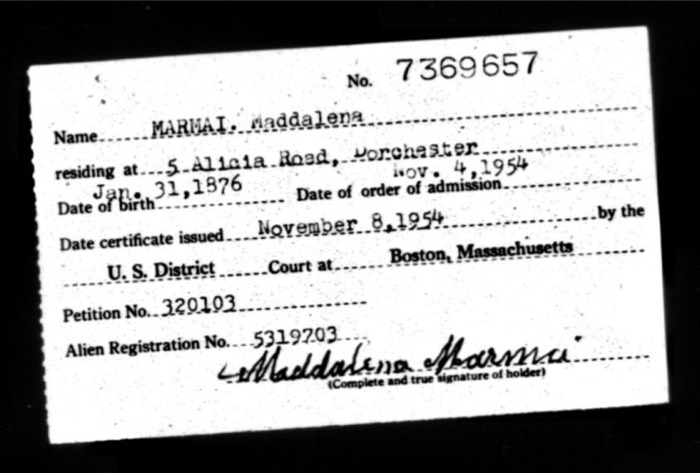 No. 7369657
Name MARMAI. Maddalena
residing at 5 Alicia Road, Dorchester
Jan. 31,1876 Nov. 4,1954
Date of birth Date of order of admission
Date certificate issued November 8,1954 by the
U. S. District Court at Boston, Massachusetts
Petition No. 320103
Alien Registration No. 5319703
Maddalena Marmai
(Complete and true signature of holder)